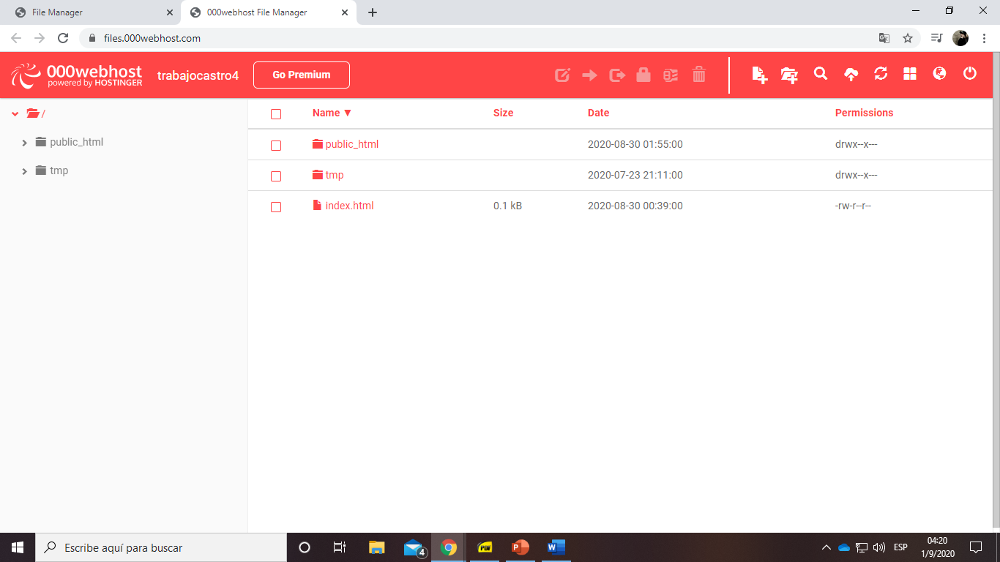 File Manager
000webhost File Manager
files.000webhost.com
000webhost
powered by HOSTINGER
trabajocastro4
Go Premium
/
public_html
tmp
Name ▼ Size Date Permissions
public_html 2020-08-30 01:55:00 drwx--x---
tmp 2020-07-23 21:11:00 drwx--x---
index.html 0.1 kB 2020-08-30 00:39:00 -rw-r--r--
Escribe aquí para buscar
4
PDF
P
W
ESP
04:20
1/9/2020